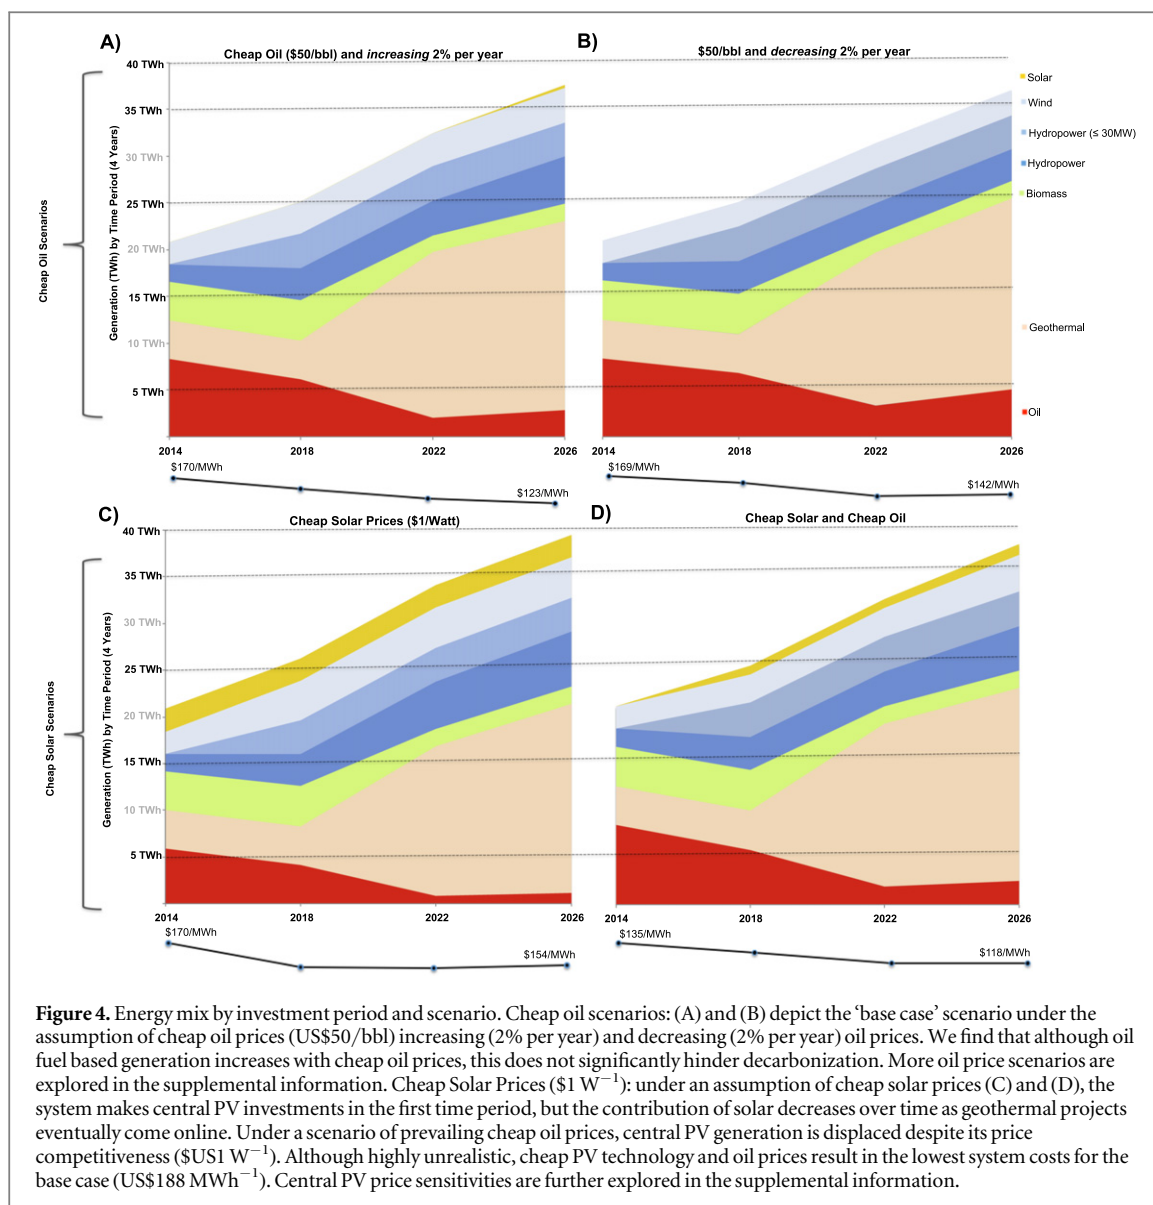 A)
Cheap Oil ($50/bbl) and increasing 2% per year
B)
$50/bbl and decreasing 2% per year
Cheap Oil Scenarios
Generation (TWh) by Time Period (4 Years)
40 TWh
35 TWh
30 TWh
25 TWh
20 TWh
15 TWh
10 TWh
5 TWh
2014
2018
2022
2026
2014
2018
2022
2026
Solar
Wind
Hydropower (≤ 30MW)
Hydropower
Biomass
Geothermal
Oil
$170/MWh
$123/MWh
$169/MWh
$142/MWh
C)
Cheap Solar Prices ($1/Watt)
D)
Cheap Solar and Cheap Oil
Cheap Solar Scenarios
Generation (TWh) by Time Period (4 Years)
40 TWh
35 TWh
30 TWh
25 TWh
20 TWh
15 TWh
10 TWh
5 TWh
2014
2018
2022
2026
2014
2018
2022
2026
$170/MWh
$154/MWh
$135/MWh
$118/MWh
Figure 4. Energy mix by investment period and scenario. Cheap oil scenarios: (A) and (B) depict the ‘base case’ scenario under the
assumption of cheap oil prices (US$50/bbl) increasing (2% per year) and decreasing (2% per year) oil prices. We find that although oil
fuel based generation increases with cheap oil prices, this does not significantly hinder decarbonization. More oil price scenarios are
explored in the supplemental information. Cheap Solar Prices ($1 W⁻¹): under an assumption of cheap solar prices (C) and (D), the
system makes central PV investments in the first time period, but the contribution of solar decreases over time as geothermal projects
eventually come online. Under a scenario of prevailing cheap oil prices, central PV generation is displaced despite its price
competitiveness ($US1 W⁻¹). Although highly unrealistic, cheap PV technology and oil prices result in the lowest system costs for the
base case (US$188 MWh⁻¹). Central PV price sensitivities are further explored in the supplemental information.